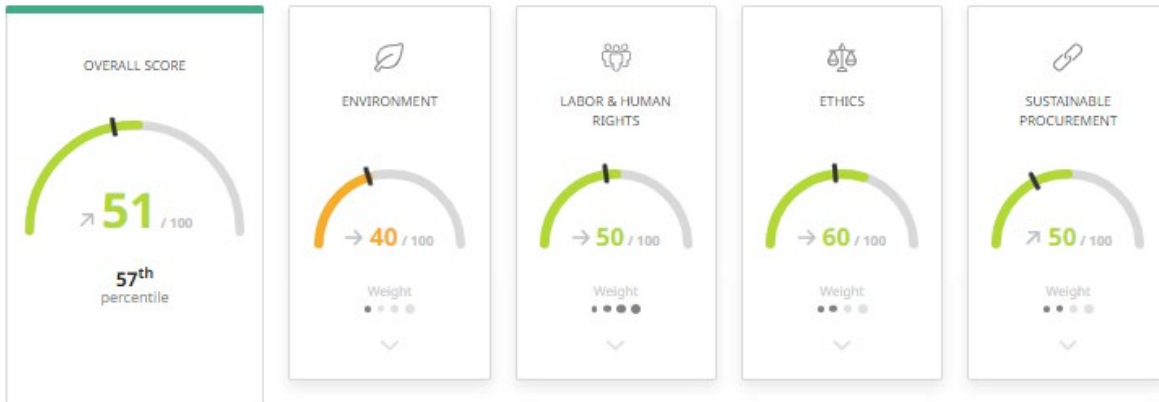 OVERALL SCORE
51 / 100
57th
percentile
ENVIRONMENT
40 / 100
Weight
LABOR & HUMAN
RIGHTS
50 / 100
Weight
ETHICS
60 / 100
Weight
SUSTAINABLE
PROCUREMENT
50 / 100
Weight